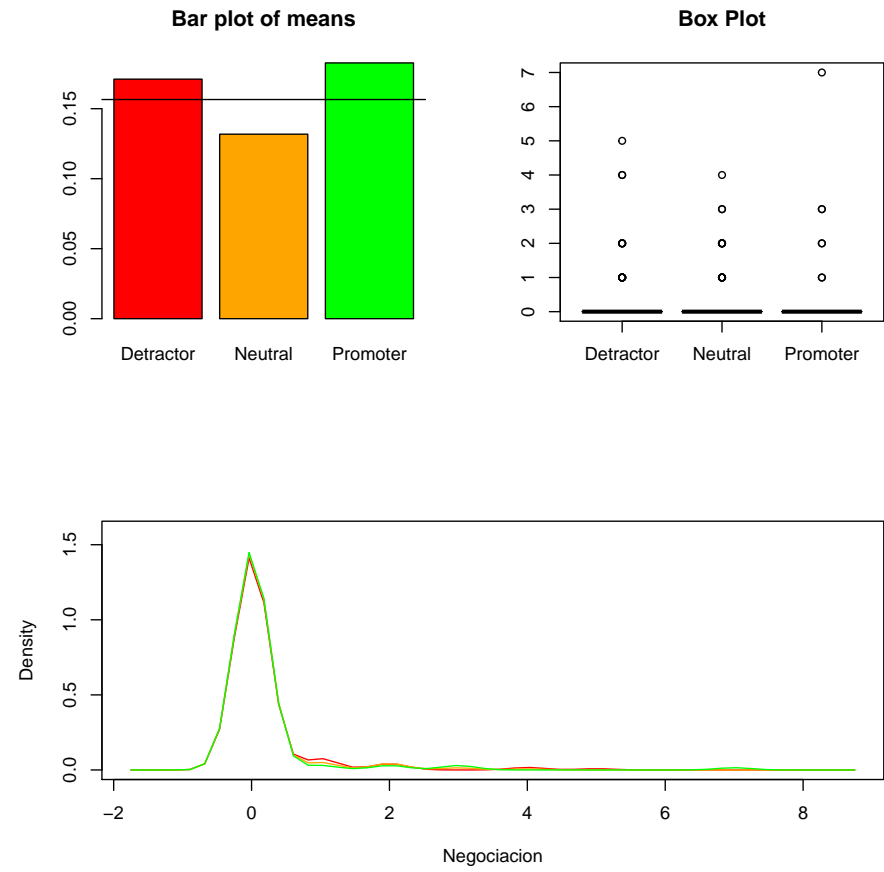 Bar plot of means
0.15
0.10
0.05
0.00
Detractor Neutral Promoter
Box Plot
7
6
5
4
3
2
1
0
Detractor Neutral Promoter
1.5
1.0
0.5
0.0
Density
−2 0 2 4 6 8
Negociacion